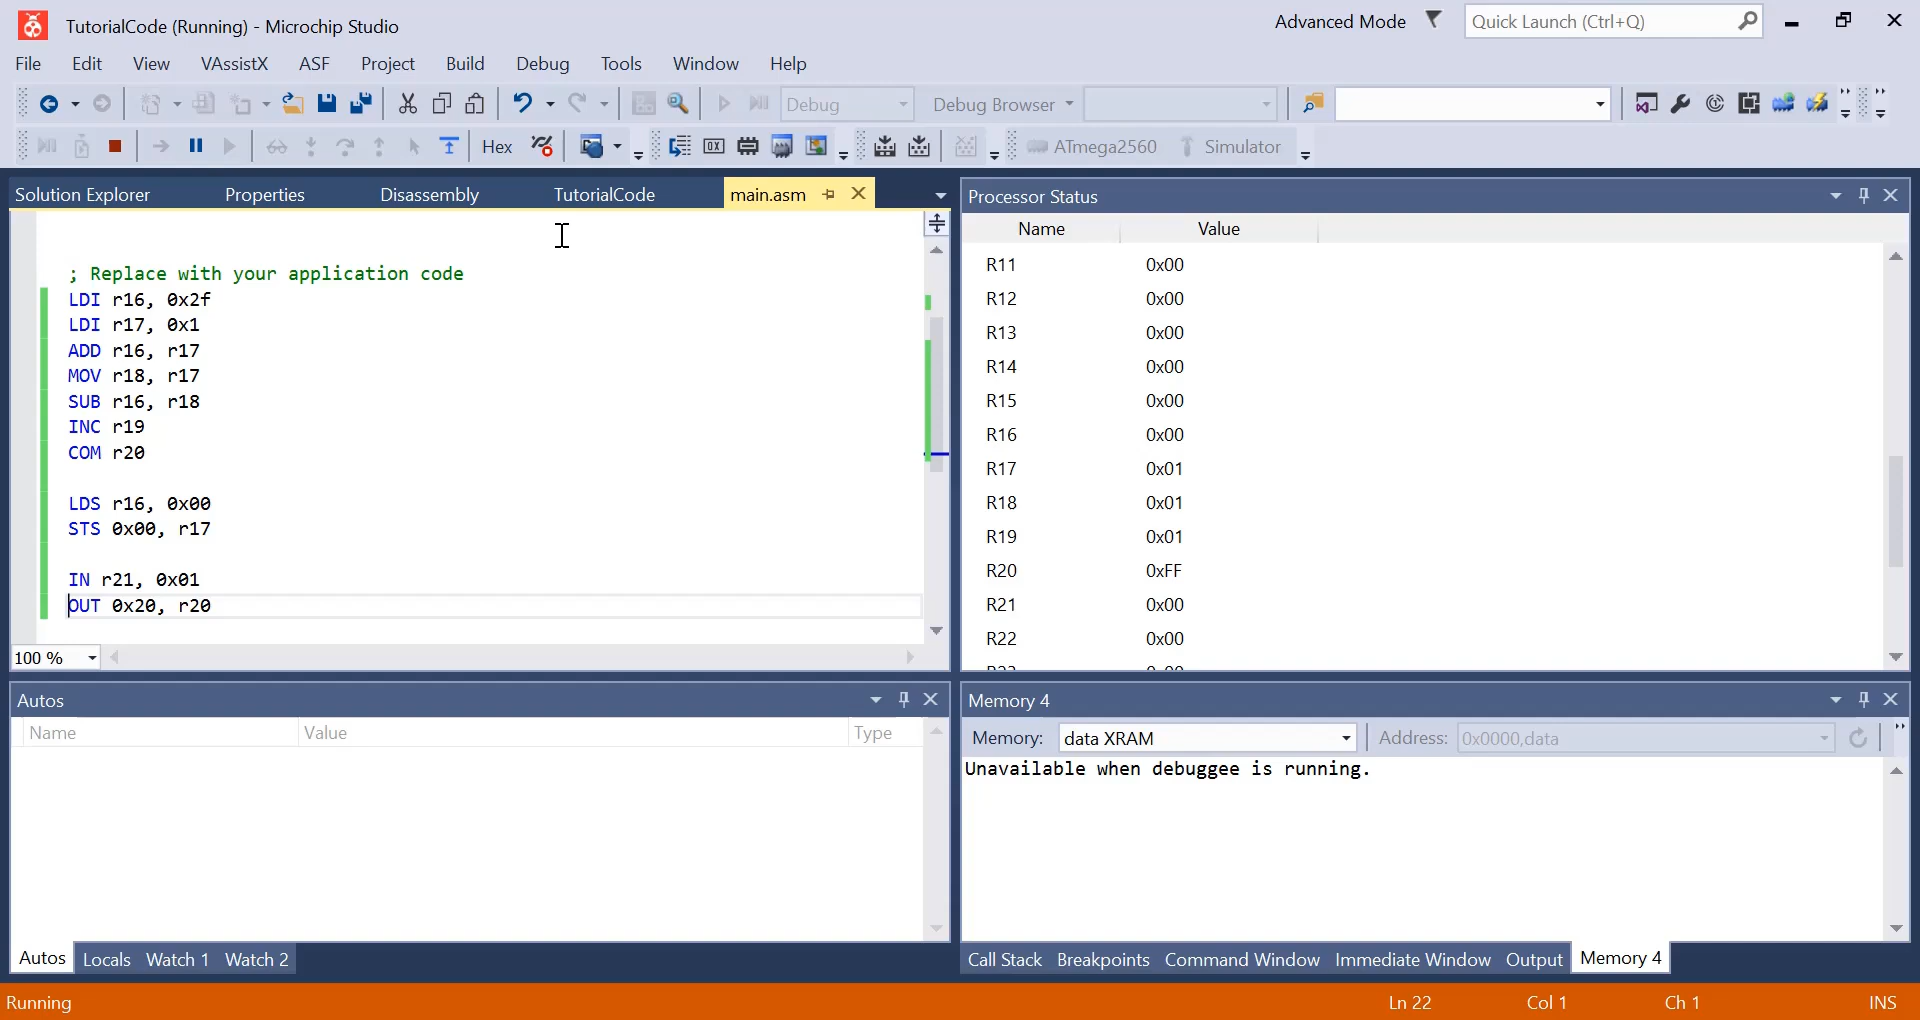 TutorialCode (Running) - Microchip Studio
Advanced Mode
Quick Launch (Ctrl+Q)
File Edit View VAssistX ASF Project Build Debug Tools Window Help
Debug
Debug Browser
Hex
ATmega2560
Simulator
Solution Explorer
Properties
Disassembly
TutorialCode
main.asm
; Replace with your application code
LDI r16, 0x2f
LDI r17, 0x1
ADD r16, r17
MOV r18, r17
SUB r16, r18
INC r19
COM r20
LDS r16, 0x00
STS 0x00, r17
IN r21, 0x01
OUT 0x20, r20
100 %
Processor Status
Name Value
R11 0x00
R12 0x00
R13 0x00
R14 0x00
R15 0x00
R16 0x00
R17 0x01
R18 0x01
R19 0x01
R20 0xFF
R21 0x00
R22 0x00
Autos
Name Value Type
Autos Locals Watch 1 Watch 2
Memory 4
Memory: data XRAM Address: 0x0000,data
Unavailable when debuggee is running.
Call Stack Breakpoints Command Window Immediate Window Output Memory 4
Running
Ln 22 Col 1 Ch 1 INS